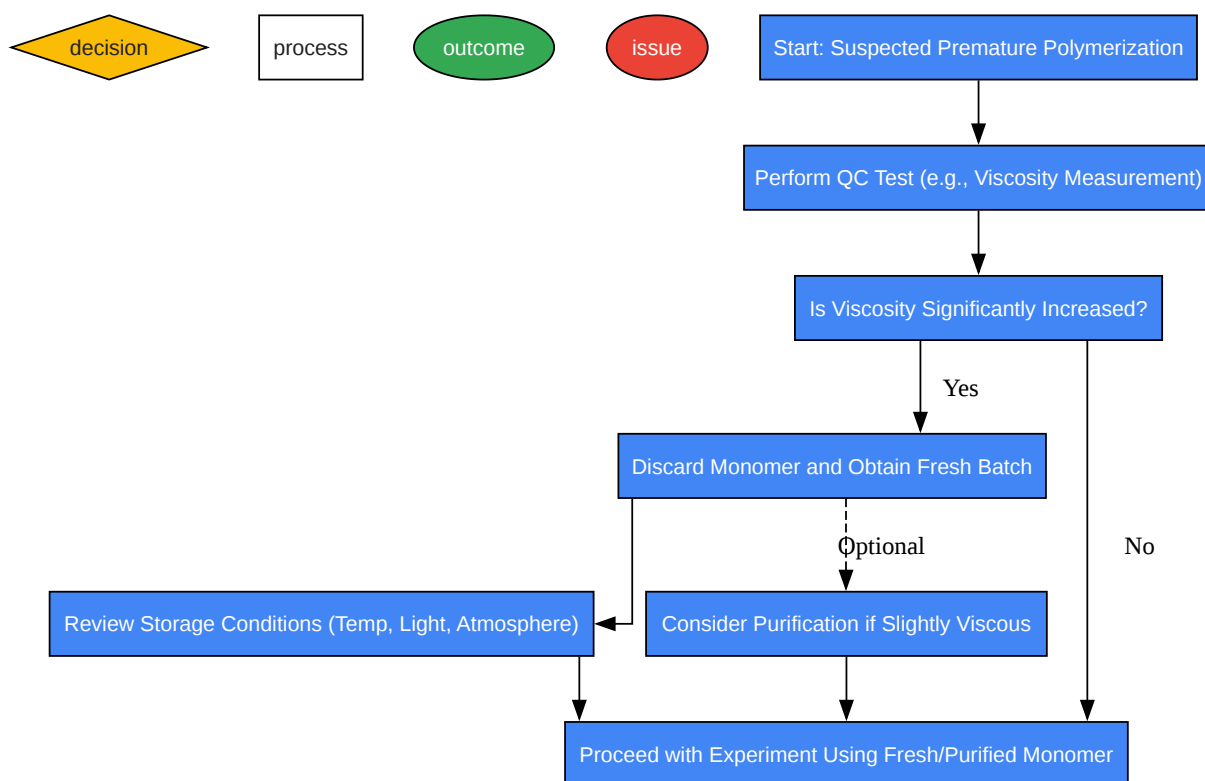 decision
process
outcome
issue
Start: Suspected Premature Polymerization
Perform QC Test (e.g., Viscosity Measurement)
Is Viscosity Significantly Increased?
Yes
Discard Monomer and Obtain Fresh Batch
Optional
No
Review Storage Conditions (Temp, Light, Atmosphere)
Consider Purification if Slightly Viscous
Proceed with Experiment Using Fresh/Purified Monomer